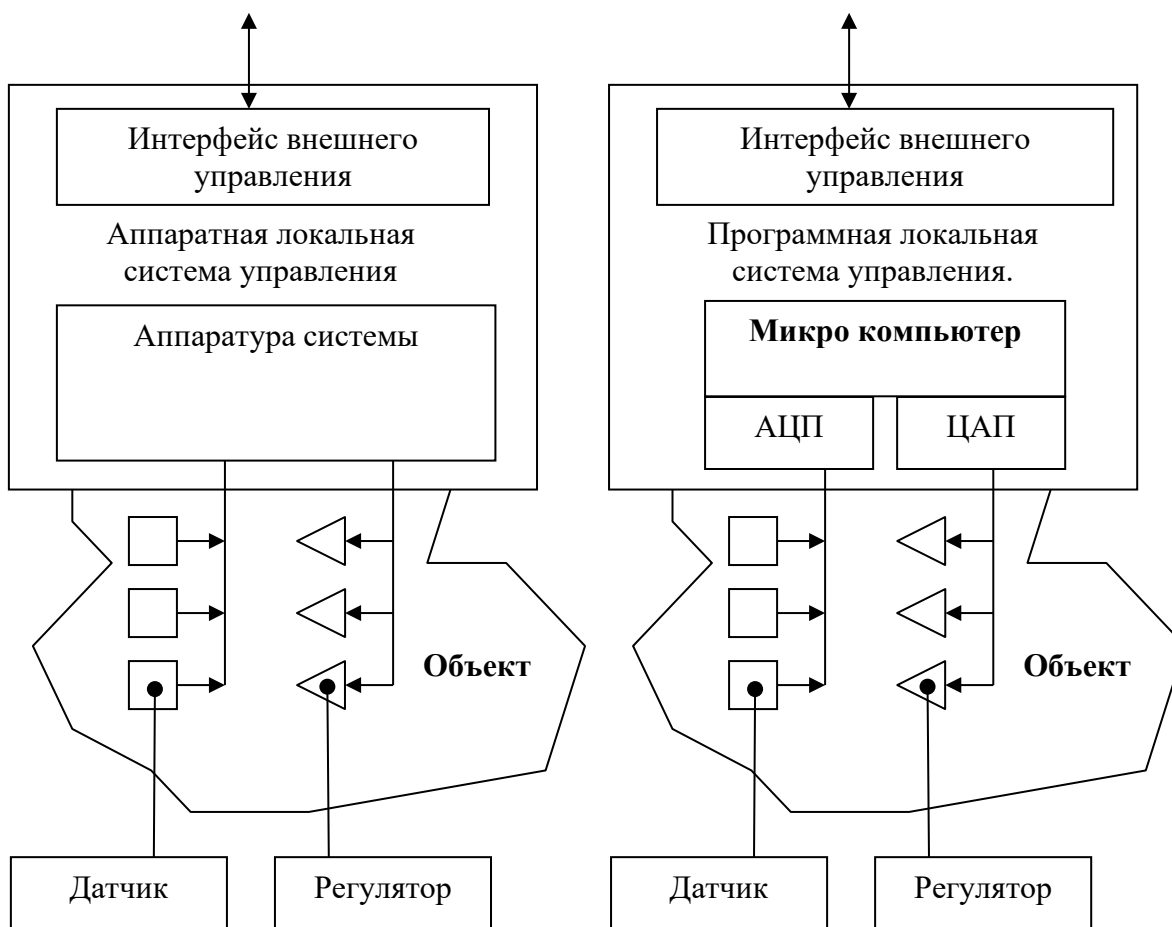 Интерфейс внешнего
управления
Аппаратная локальная
система управления
Аппаратура системы
Объект
Датчик
Регулятор
Интерфейс внешнего
управления
Программная локальная
система управления.
Микро компьютер
АЦП
ЦАП
Объект
Датчик
Регулятор